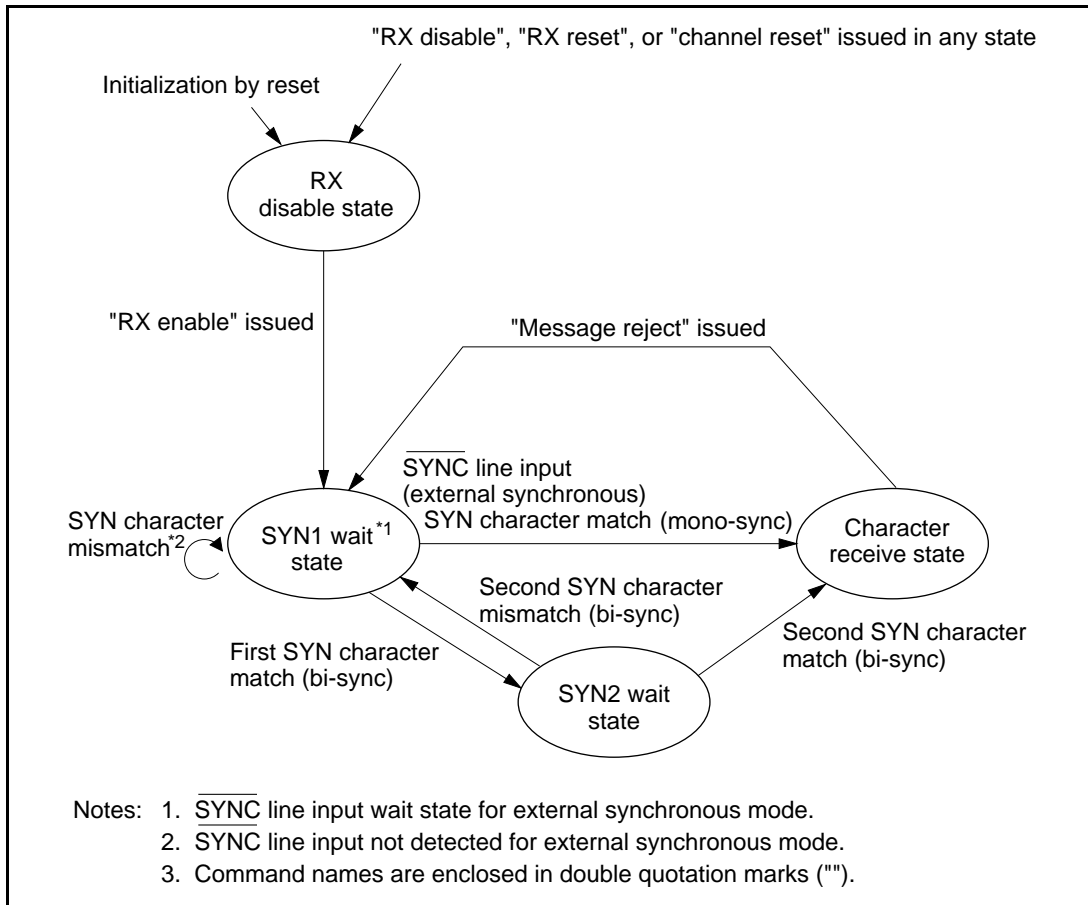 "RX disable", "RX reset", or "channel reset" issued in any state
Initialization by reset
RX
disable state
"RX enable" issued
"Message reject" issued
SYNC line input
(external synchronous)
SYN character match (mono-sync)
SYN character
mismatch*2
SYN1 wait*1
state
Character
receive state
Second SYN character
mismatch (bi-sync)
First SYN character
match (bi-sync)
Second SYN character
match (bi-sync)
SYN2 wait
state
Notes: 1. SYNC line input wait state for external synchronous mode.
2. SYNC line input not detected for external synchronous mode.
3. Command names are enclosed in double quotation marks ("").